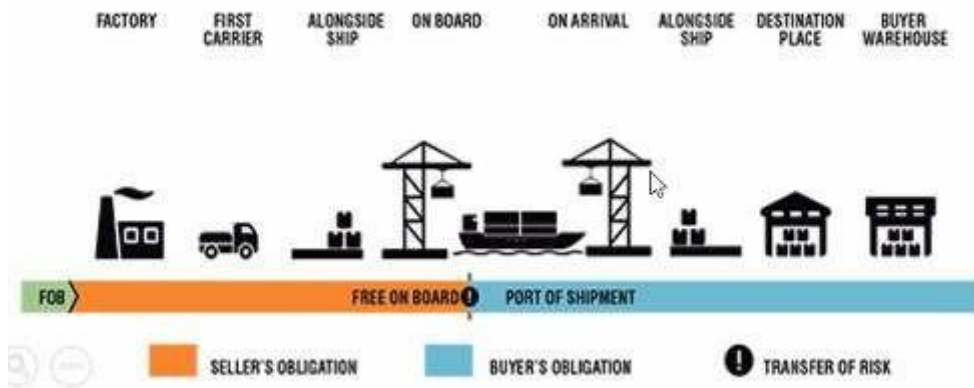 FACTORY
FIRST
CARRIER
ALONGSIDE
SHIP
ON BOARD
ON ARRIVAL
ALONGSIDE
SHIP
DESTINATION
PLACE
BUYER
WAREHOUSE
FOB
FREE ON BOARD
PORT OF SHIPMENT
SELLER'S OBLIGATION
BUYER'S OBLIGATION
TRANSFER OF RISK